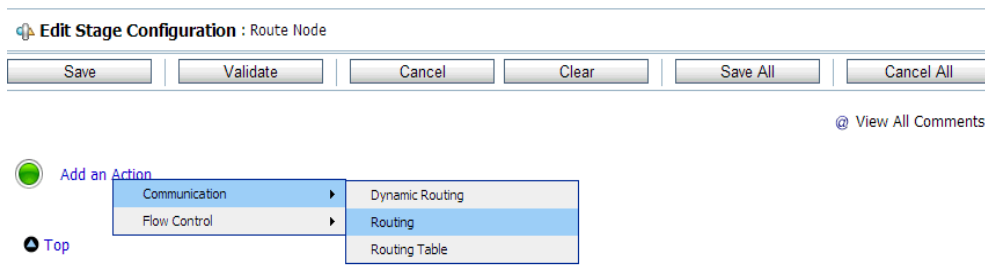 Edit Stage Configuration : Route Node
Save Validate Cancel Clear Save All Cancel All
@ View All Comments
Add an Action
Communication
Flow Control
Dynamic Routing
Routing
Routing Table
Top